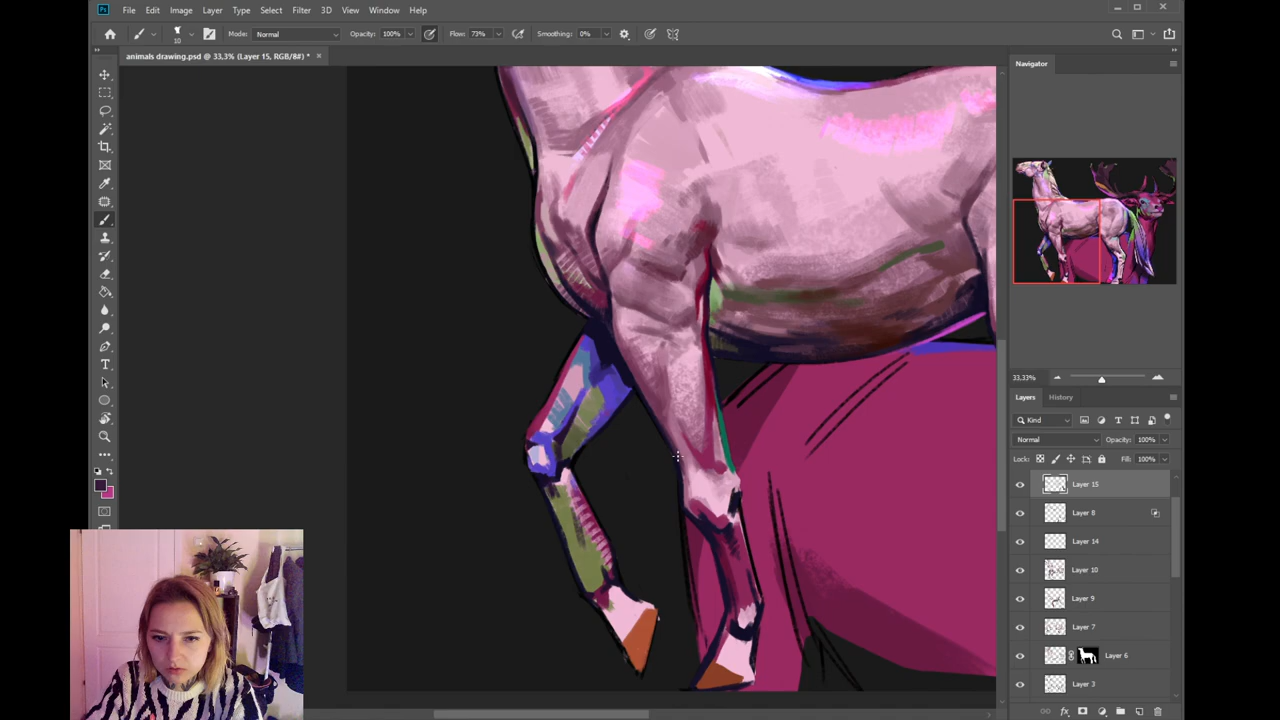 Ps File Edit Image Layer Type Select Filter 3D View Window Help
10 Mode: Normal Opacity: 100% Flow: 73% Smoothing: 0%
animals drawing.psd @ 33,3% (Layer 15, RGB/8#) *
Navigator
33,33%
Layers History
Kind
Normal Opacity: 100%
Lock: Fill: 100%
Layer 15
Layer 8
Layer 14
Layer 10
Layer 9
Layer 7
Layer 6
Layer 3